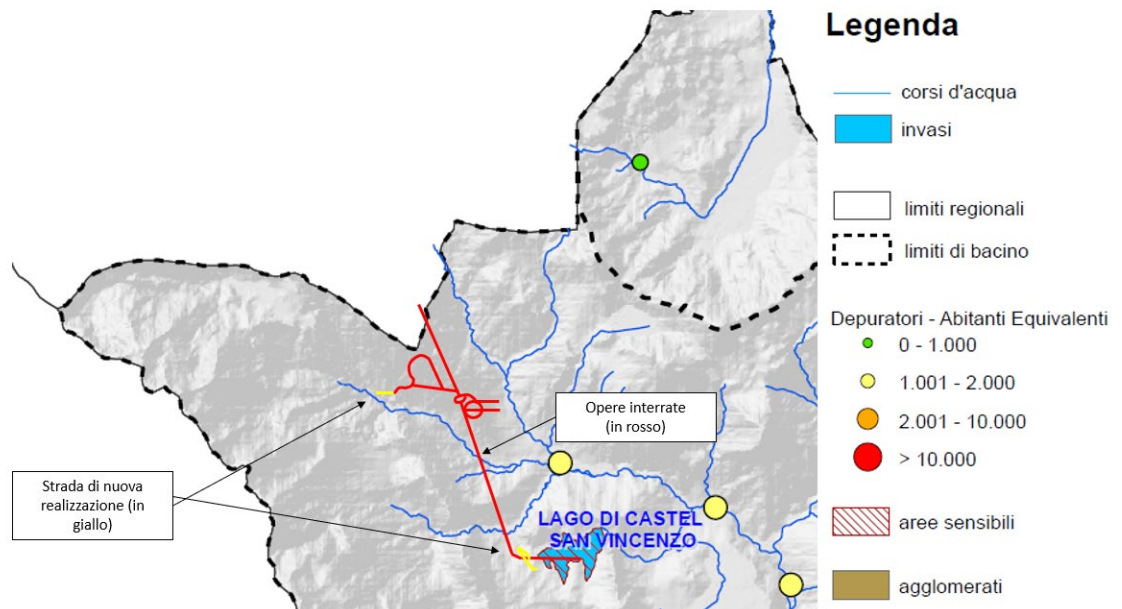 Legenda
corsi d'acqua
invasi
limiti regionali
limiti di bacino
Depuratori - Abitanti Equivalenti
0 - 1.000
1.001 - 2.000
2.001 - 10.000
> 10.000
aree sensibili
agglomerati
Opere interrate
(in rosso)
Strada di nuova
realizzazione (in
giallo)
LAGO DI CASTEL
SAN VINCENZO